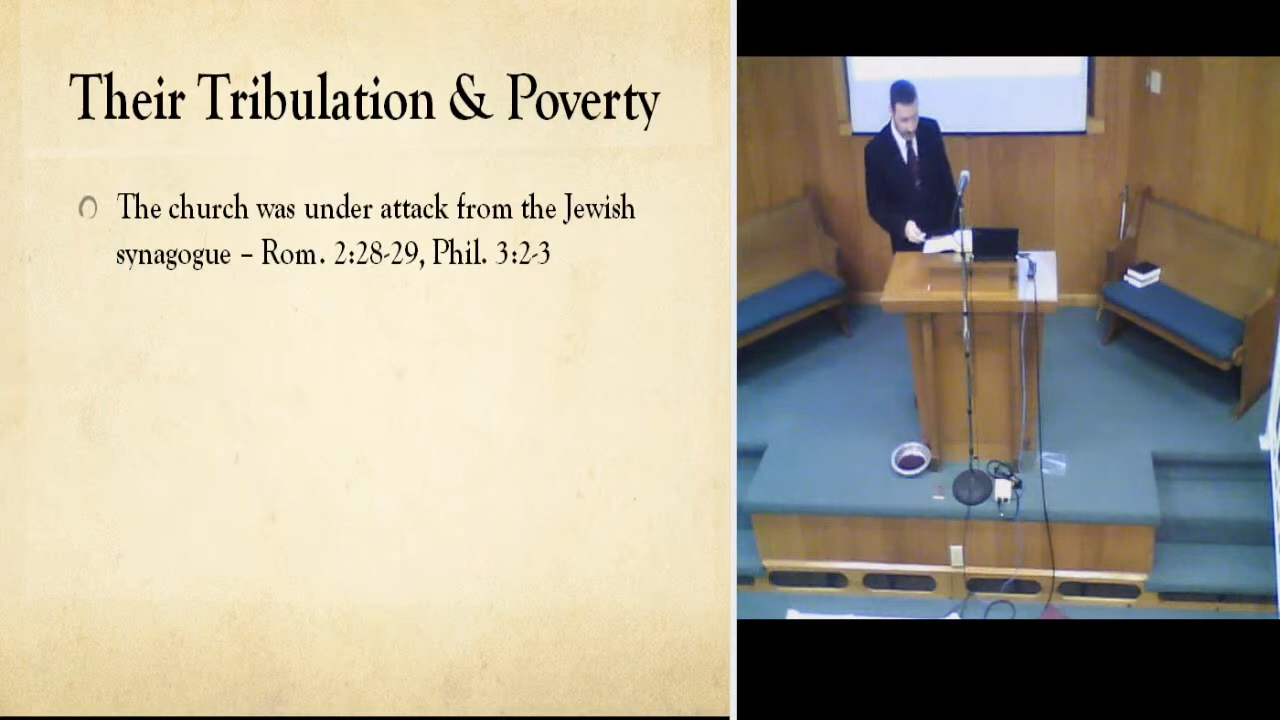 Their Tribulation & Poverty
The church was under attack from the Jewish
synagogue – Rom. 2:28-29, Phil. 3:2-3